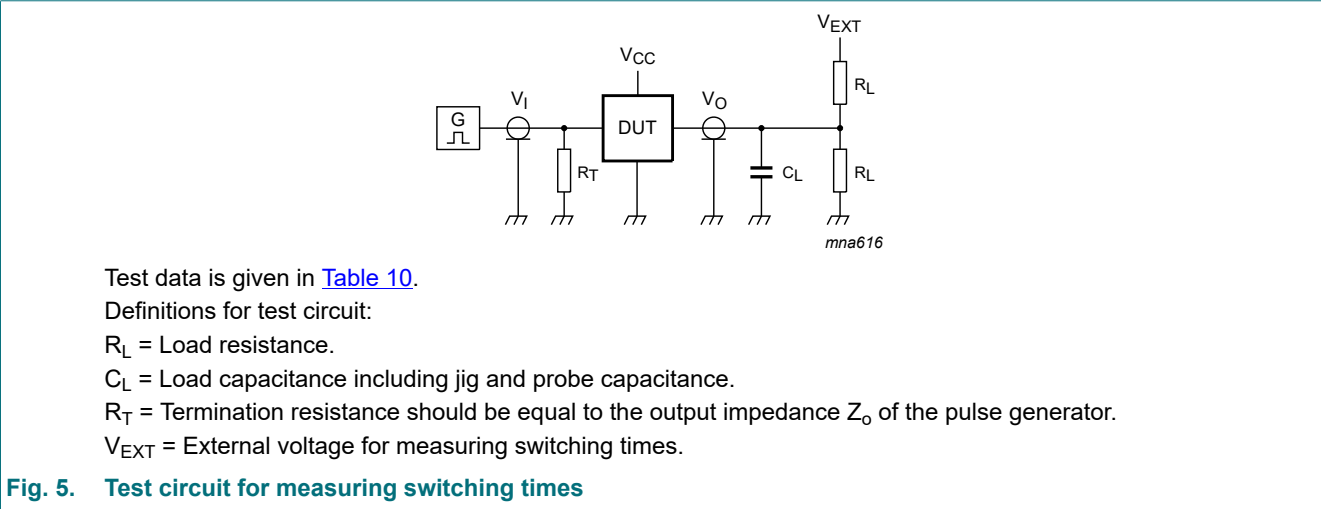 VEXT
VCC
RL
VI
VO
G
DUT
RT
CL
RL
mna616
Test data is given in Table 10.
Definitions for test circuit:
RL = Load resistance.
CL = Load capacitance including jig and probe capacitance.
RT = Termination resistance should be equal to the output impedance Zo of the pulse generator.
VEXT = External voltage for measuring switching times.
Fig. 5. Test circuit for measuring switching times